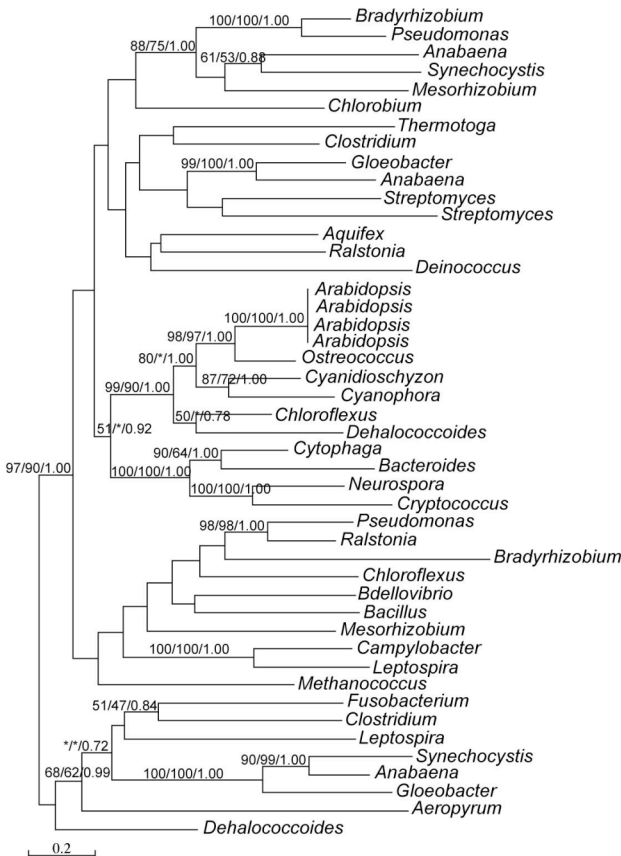 100/100/1.00 Bradyrhizobium
Pseudomonas
88/75/1.00
61/53/0.88 Anabaena
Synechocystis
Mesorhizobium
Chlorobium
Thermotoga
Clostridium
99/100/1.00 Gloeobacter
Anabaena
Streptomyces
Streptomyces
Aquifex
Ralstonia
Deinococcus
Arabidopsis
Arabidopsis
100/100/1.00 Arabidopsis
98/97/1.00 Arabidopsis
80/*/1.00 Ostreococcus
87/72/1.00 Cyanidioschyzon
99/90/1.00 Cyanophora
50/*/0.78 Chloroflexus
51/*/0.92 Dehalococcoides
90/64/1.00 Cytophaga
97/90/1.00 100/100/1.00 Bacteroides
100/100/1.00 Neurospora
Cryptococcus
98/98/1.00 Pseudomonas
Ralstonia
Bradyrhizobium
Chloroflexus
Bdellovibrio
Bacillus
Mesorhizobium
100/100/1.00 Campylobacter
Leptospira
Methanococcus
51/47/0.84 Fusobacterium
Clostridium
*/*/0.72 Leptospira
90/99/1.00 Synechocystis
68/62/0.99 100/100/1.00 Anabaena
Gloeobacter
Aeropyrum
Dehalococcoides
0.2